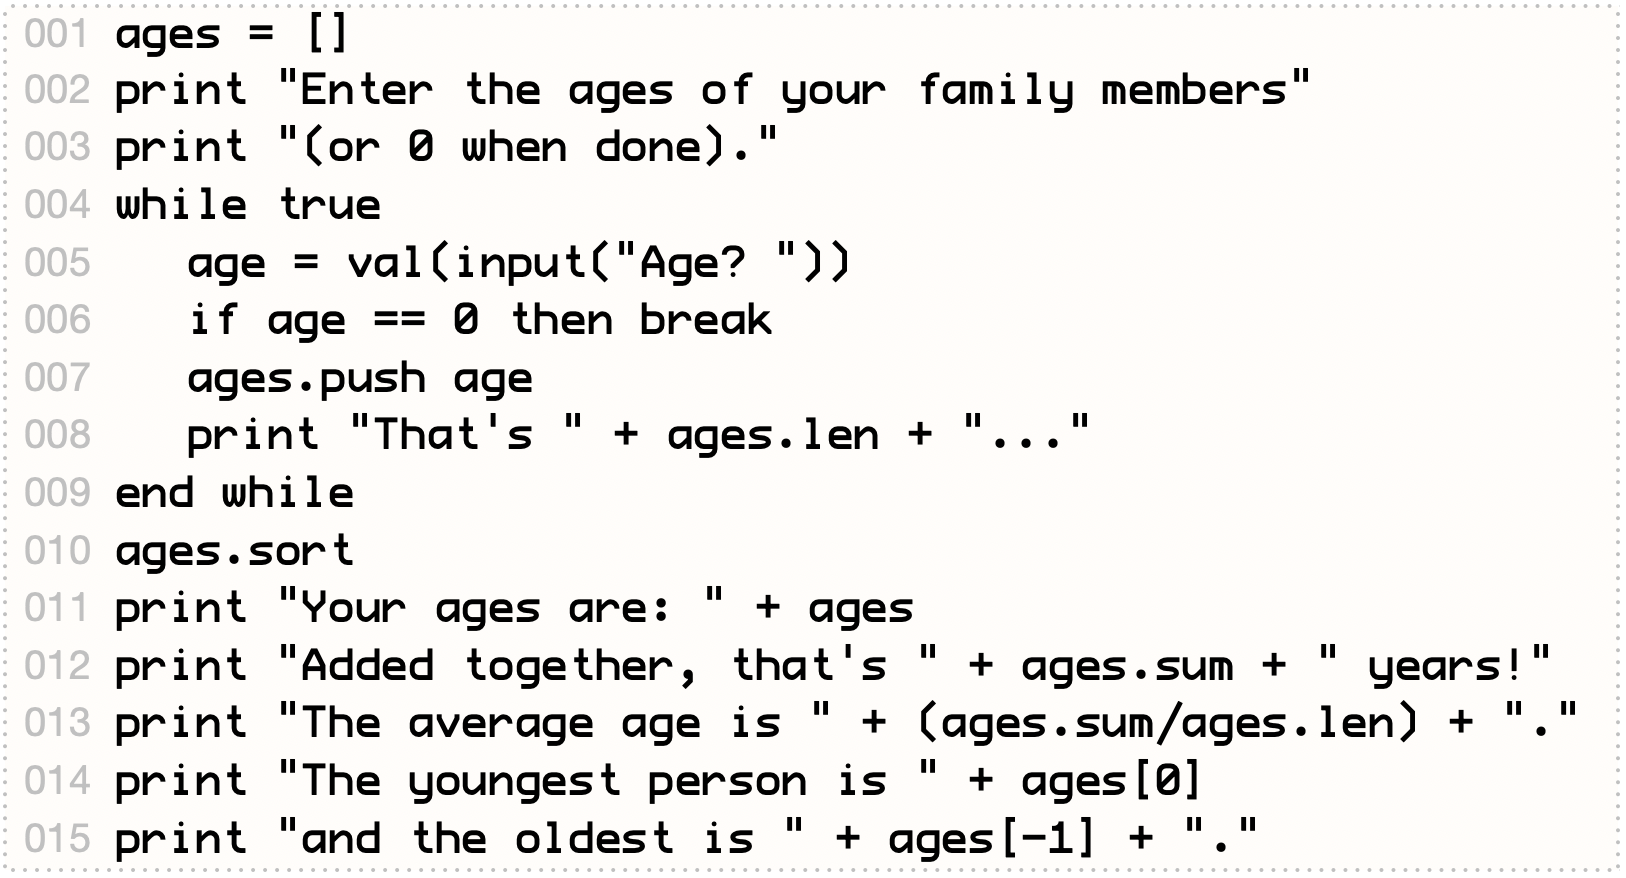 001 ages = []
002 print "Enter the ages of your family members"
003 print "(or 0 when done)."
004 while true
005    age = val(input("Age? "))
006    if age == 0 then break
007    ages.push age
008    print "That's " + ages.len + "..."
009 end while
010 ages.sort
011 print "Your ages are: " + ages
012 print "Added together, that's " + ages.sum + " years!"
013 print "The average age is " + (ages.sum/ages.len) + "."
014 print "The youngest person is " + ages[0]
015 print "and the oldest is " + ages[-1] + "."